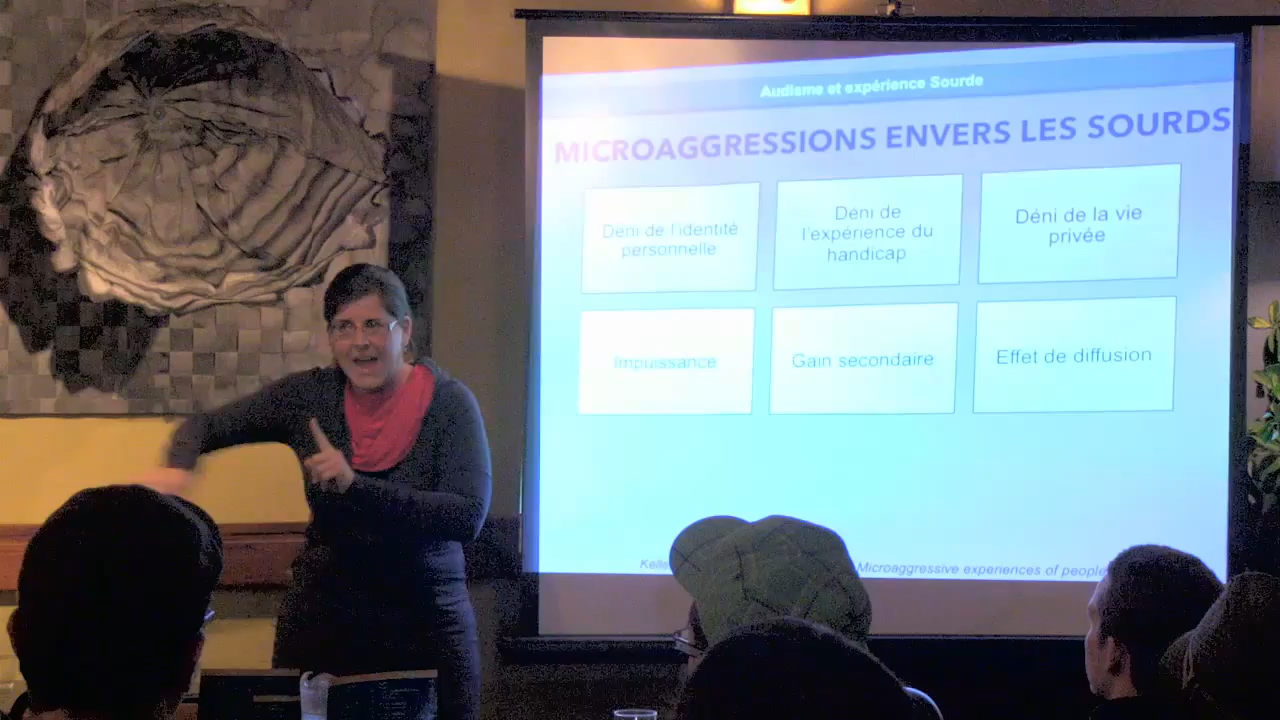 Audisme et expérience Sourde
MICROAGGRESSIONS ENVERS LES SOURDS
Déni de l'identité
personnelle
Déni de
l'expérience du
handicap
Déni de la vie
privée
Impuissance
Gain secondaire
Effet de diffusion
Microaggressive experiences of people